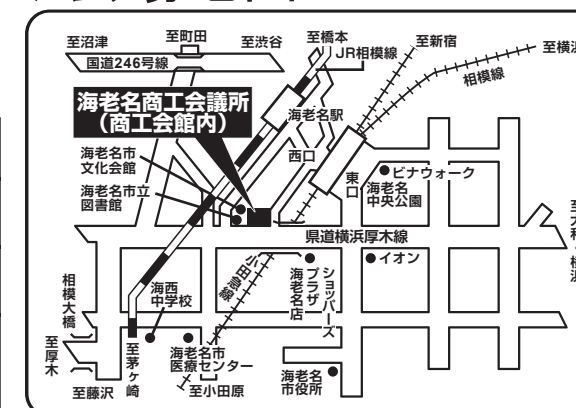 至沼津
至町田
至渋谷
至橋本
JR相模線
至新宿
相模線
国道246号線
海老名商工会議所
（商工会館内）
海老名駅
西口
東口
海老名市
文化会館
海老名市立
図書館
ビナウォーク
海老名
中央公園
県道横浜厚木線
イオン
小田急線
ショッパーズ
プラザ
海老名店
海西
中学校
相模大橋
至厚木
至藤沢
至茅ヶ崎
海老名市
医療センター
至小田原
海老名
市役所